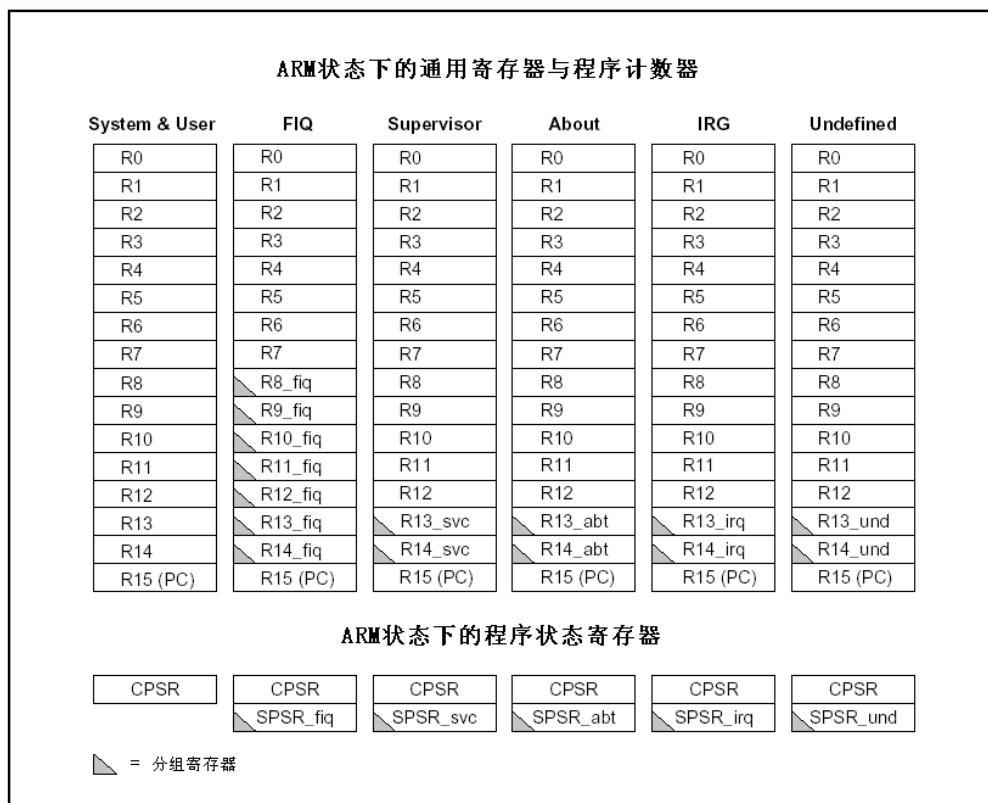 ARM状态下的通用寄存器与程序计数器
System & User FIQ Supervisor About IRG Undefined
R0 R0 R0 R0 R0 R0
R1 R1 R1 R1 R1 R1
R2 R2 R2 R2 R2 R2
R3 R3 R3 R3 R3 R3
R4 R4 R4 R4 R4 R4
R5 R5 R5 R5 R5 R5
R6 R6 R6 R6 R6 R6
R7 R7 R7 R7 R7 R7
R8 R8_fiq R8 R8 R8 R8
R9 R9_fiq R9 R9 R9 R9
R10 R10_fiq R10 R10 R10 R10
R11 R11_fiq R11 R11 R11 R11
R12 R12_fiq R12 R12 R12 R12
R13 R13_fiq R13_svc R13_abt R13_irq R13_und
R14 R14_fiq R14_svc R14_abt R14_irq R14_und
R15 (PC) R15 (PC) R15 (PC) R15 (PC) R15 (PC) R15 (PC)
ARM状态下的程序状态寄存器
CPSR CPSR CPSR CPSR CPSR CPSR
SPSR_fiq SPSR_svc SPSR_abt SPSR_irq SPSR_und
= 分组寄存器